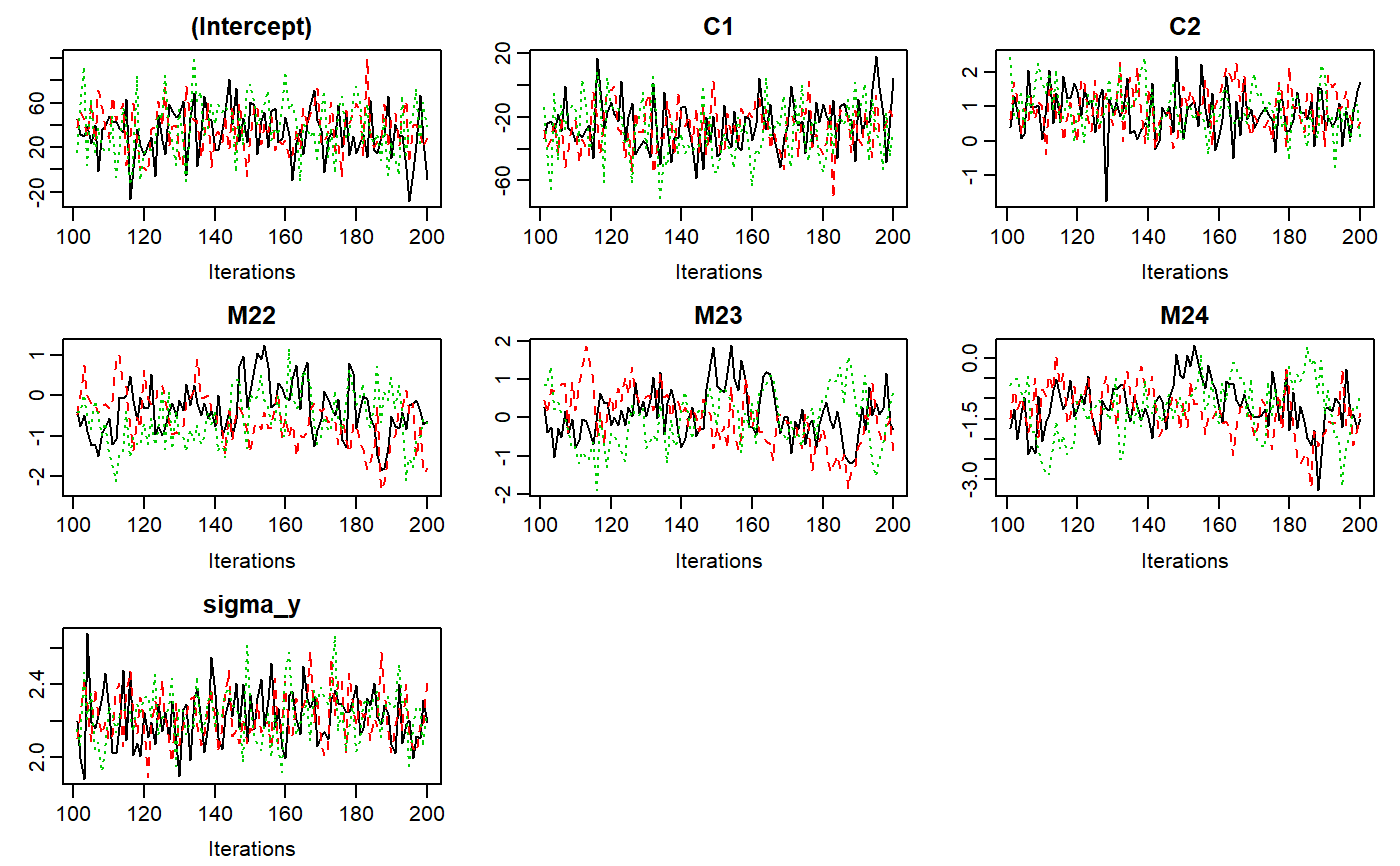 (Intercept) C1 C2
60 20 -20
20 -20 -60
2 1 0 -1
100 120 140 160 180 200 100 120 140 160 180 200 100 120 140 160 180 200
Iterations Iterations Iterations
M22 M23 M24
1 0 -1 -2
2 1 0 -1 -2
0.0 -1.5 -3.0
100 120 140 160 180 200 100 120 140 160 180 200 100 120 140 160 180 200
Iterations Iterations Iterations
sigma_y
2.4 2.0
100 120 140 160 180 200
Iterations